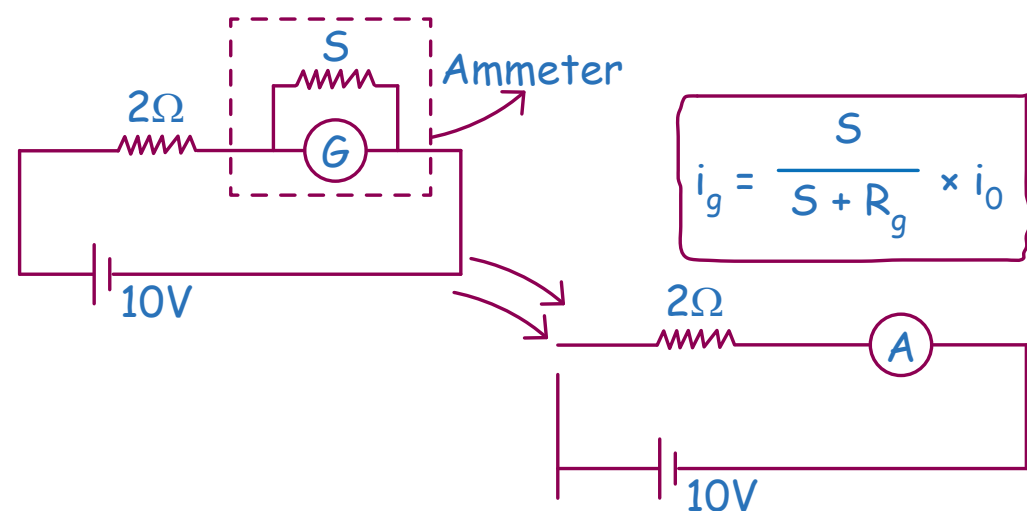 S
Ammeter
2Ω
G
10V
i_g = S / (S + R_g) × i_0
2Ω
A
10V